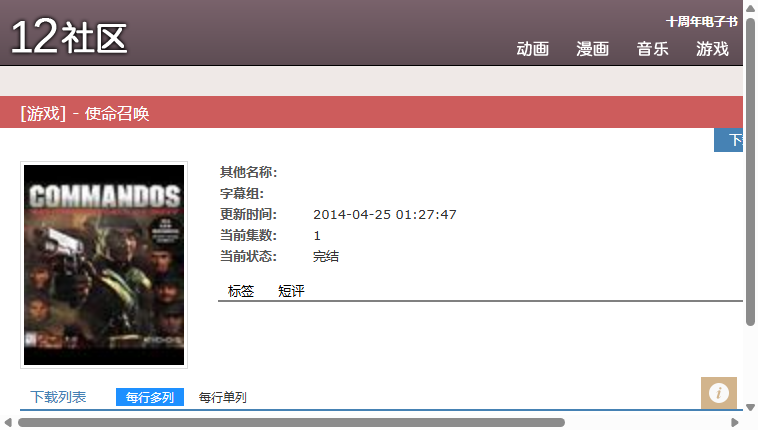 12社区
十周年电子书
动画 漫画 音乐 游戏
[游戏] - 使命召唤
下
COMMANDOS
其他名称:
字幕组:
更新时间: 2014-04-25 01:27:47
当前集数: 1
当前状态: 完结
标签 短评
下载列表 每行多列 每行单列